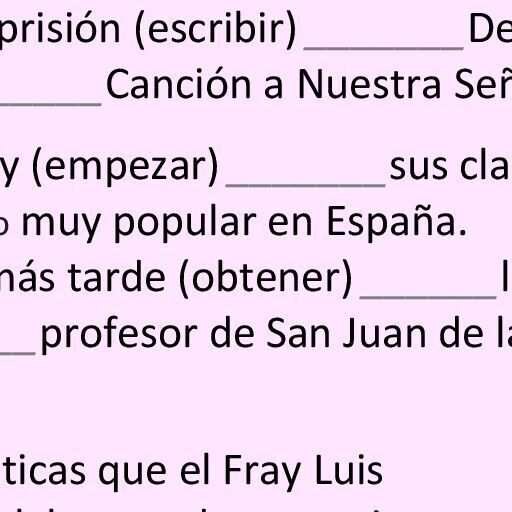 prisión (escribir) _______ De
_____ Canción a Nuestra Señ
y (empezar) _______ sus cla
o muy popular en España.
más tarde (obtener) ______ l
__ profesor de San Juan de la
ticas que el Fray Luis